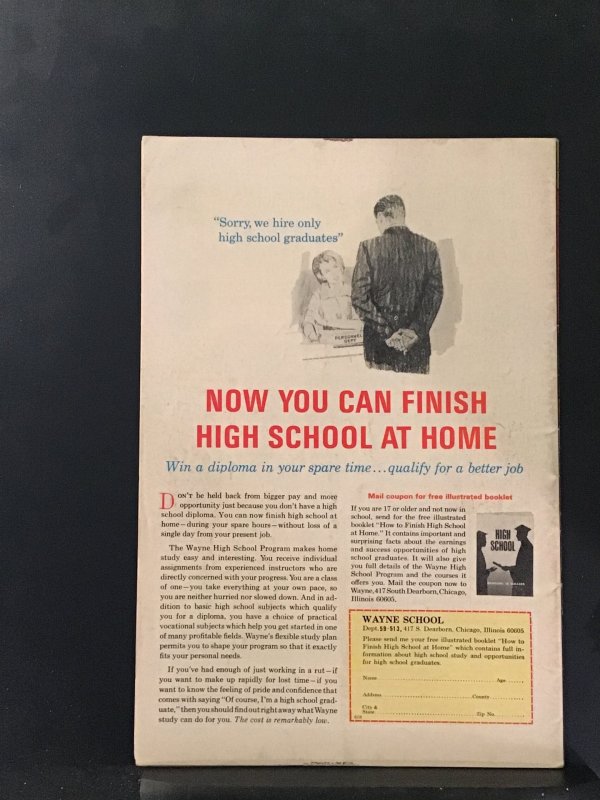 "Sorry, we hire only
high school graduates"
PERSONNEL
DEPT
NOW YOU CAN FINISH
HIGH SCHOOL AT HOME
Win a diploma in your spare time...qualify for a better job
Don't be held back from bigger pay and more
opportunity just because you don't have a high
school diploma. You can now finish high school at
home—during your spare hours—without loss of a
single day from your present job.
The Wayne High School Program makes home
study easy and interesting. You receive individual
assignments from experienced instructors who are
directly concerned with your progress. You are a class
of one—you take everything at your own pace, so
you are neither hurried nor slowed down. And in ad-
dition to basic high school subjects which qualify
you for a diploma, you have a choice of practical
vocational subjects which help you get started in one
of many profitable fields. Wayne's flexible study plan
permits you to shape your program so that it exactly
fits your personal needs.
If you've had enough of just working in a rut—if
you want to make up rapidly for lost time—if you
want to know the feeling of pride and confidence that
comes with saying "Of course, I'm a high school grad-
uate," then you should find out right away what Wayne
study can do for you. The cost is remarkably low.
Mail coupon for free illustrated booklet
If you are 17 or older and not now in
school, send for the free illustrated
booklet "How to Finish High School
at Home." It contains important and
surprising facts about the earnings
and success opportunities of high
school graduates. It will also give
you full details of the Wayne High
School Program and the courses it
offers you. Mail the coupon now to
Wayne, 417 South Dearborn, Chicago,
Illinois 60605.
HIGH
SCHOOL
WAYNE SCHOOL
Dept. 59-513, 417 S. Dearborn, Chicago, Illinois 60605
Please send me your free illustrated booklet "How to
Finish High School at Home" which contains full in-
formation about high school study and opportunities
for high school graduates.
Name Age
Address County
City &
State Zip No.